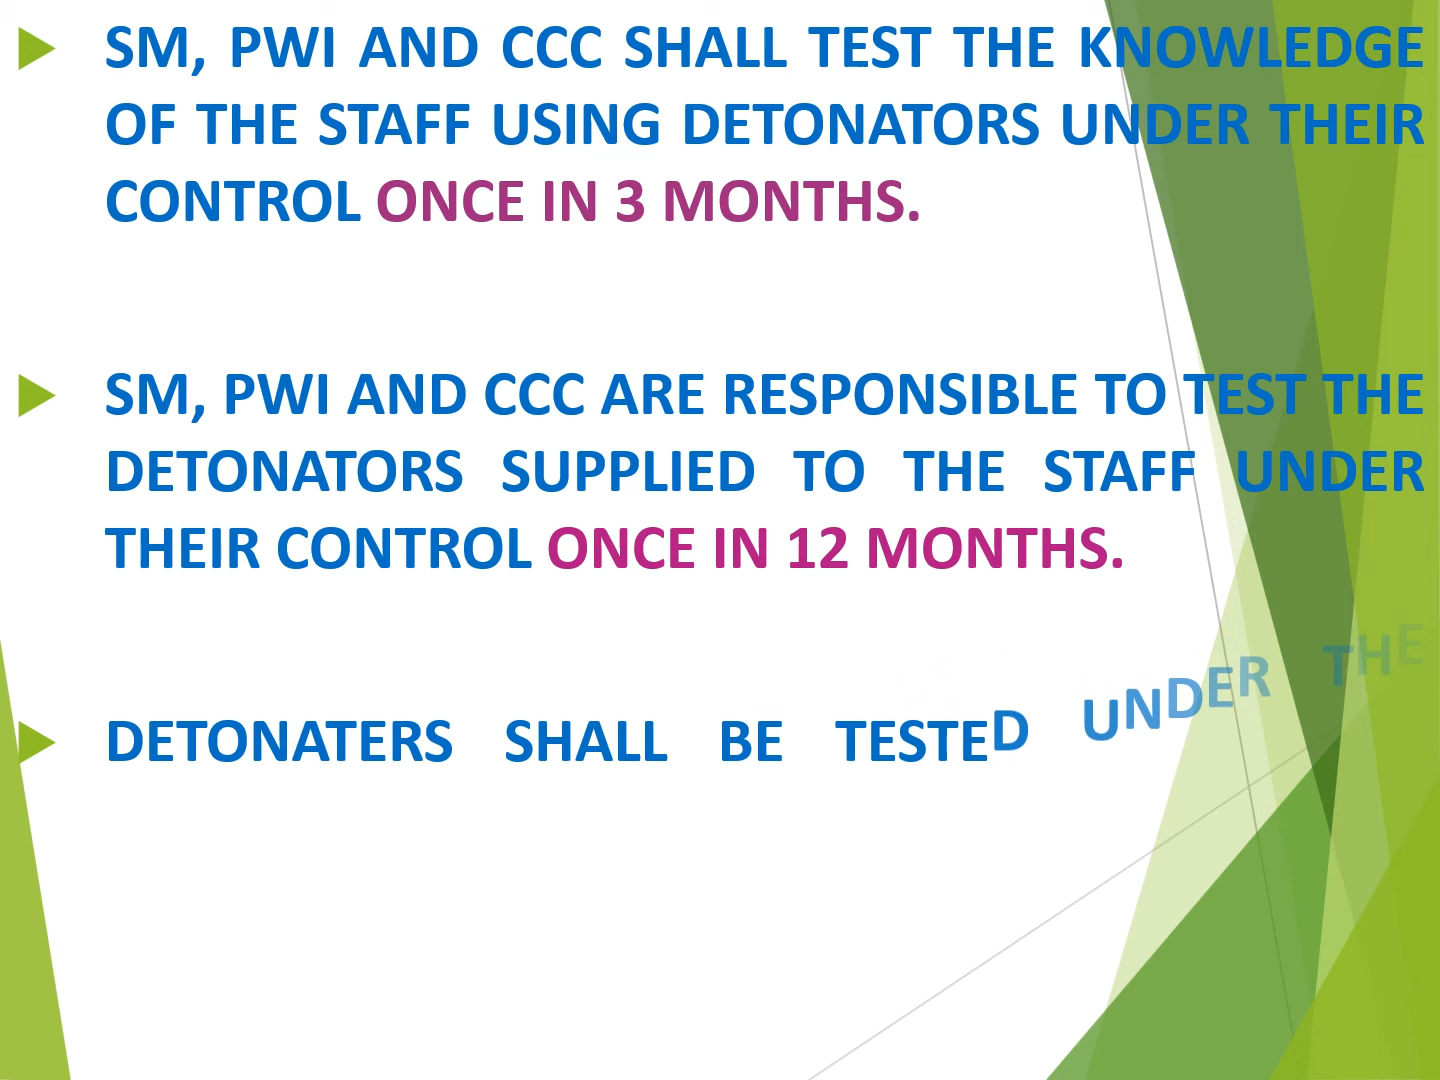 SM, PWI AND CCC SHALL TEST THE KNOWLEDGE
OF THE STAFF USING DETONATORS UNDER THEIR
CONTROL ONCE IN 3 MONTHS.
SM, PWI AND CCC ARE RESPONSIBLE TO TEST THE
DETONATORS SUPPLIED TO THE STAFF UNDER
THEIR CONTROL ONCE IN 12 MONTHS.
DETONATERS SHALL BE TESTED UNDER THE